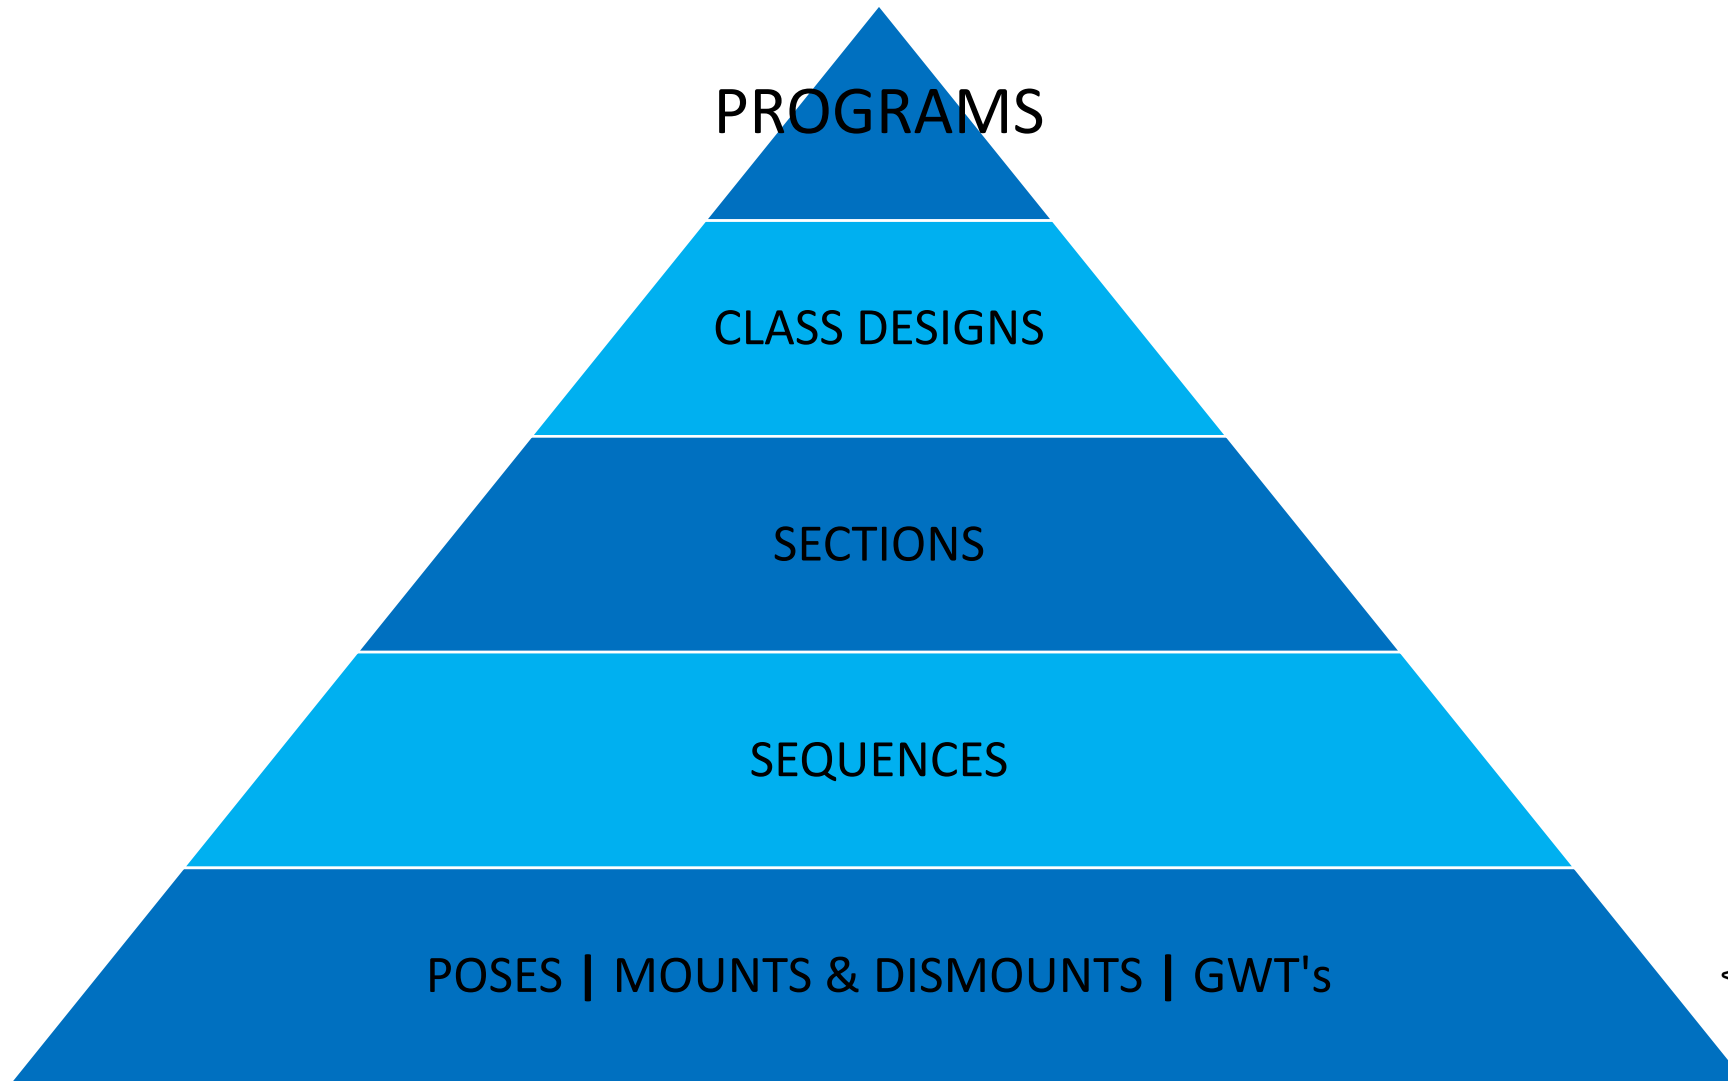 PROGRAMS
CLASS DESIGNS
SECTIONS
SEQUENCES
POSES | MOUNTS & DISMOUNTS | GWT's